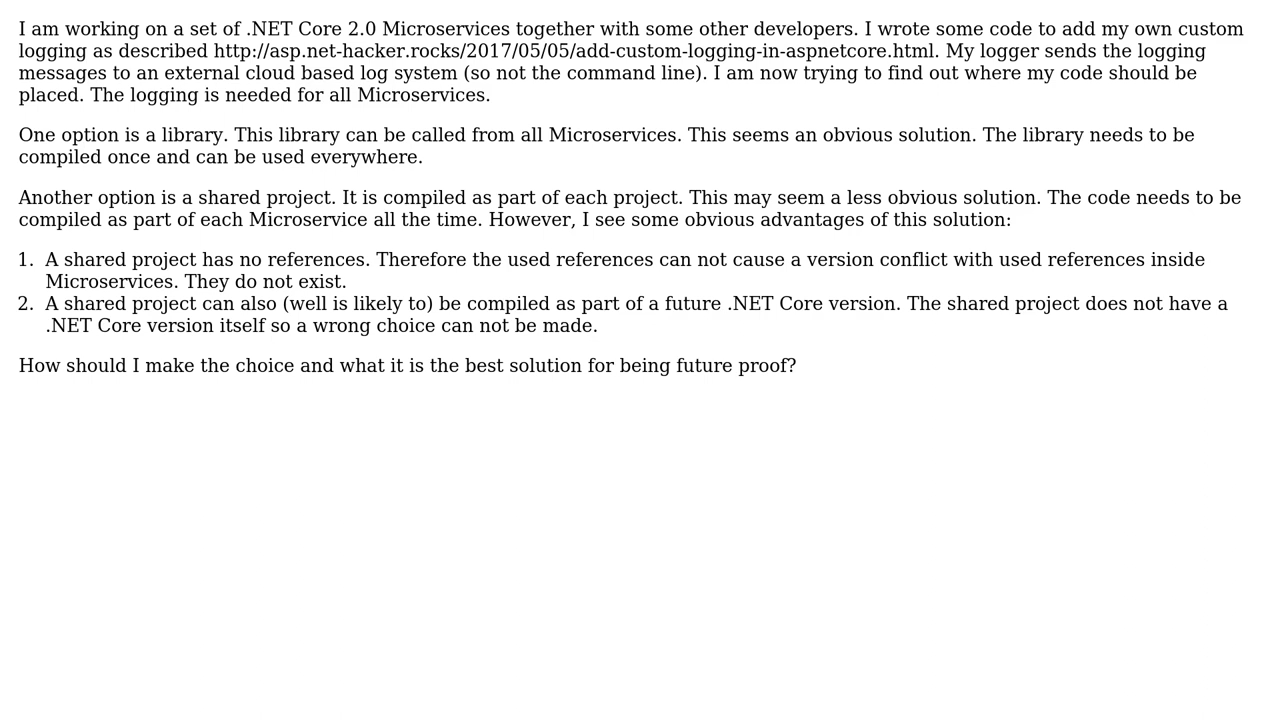 I am working on a set of .NET Core 2.0 Microservices together with some other developers. I wrote some code to add my own custom
logging as described http://asp.net-hacker.rocks/2017/05/05/add-custom-logging-in-aspnetcore.html. My logger sends the logging
messages to an external cloud based log system (so not the command line). I am now trying to find out where my code should be
placed. The logging is needed for all Microservices.
One option is a library. This library can be called from all Microservices. This seems an obvious solution. The library needs to be
compiled once and can be used everywhere.
Another option is a shared project. It is compiled as part of each project. This may seem a less obvious solution. The code needs to be
compiled as part of each Microservice all the time. However, I see some obvious advantages of this solution:
1. A shared project has no references. Therefore the used references can not cause a version conflict with used references inside
Microservices. They do not exist.
2. A shared project can also (well is likely to) be compiled as part of a future .NET Core version. The shared project does not have a
.NET Core version itself so a wrong choice can not be made.
How should I make the choice and what it is the best solution for being future proof?